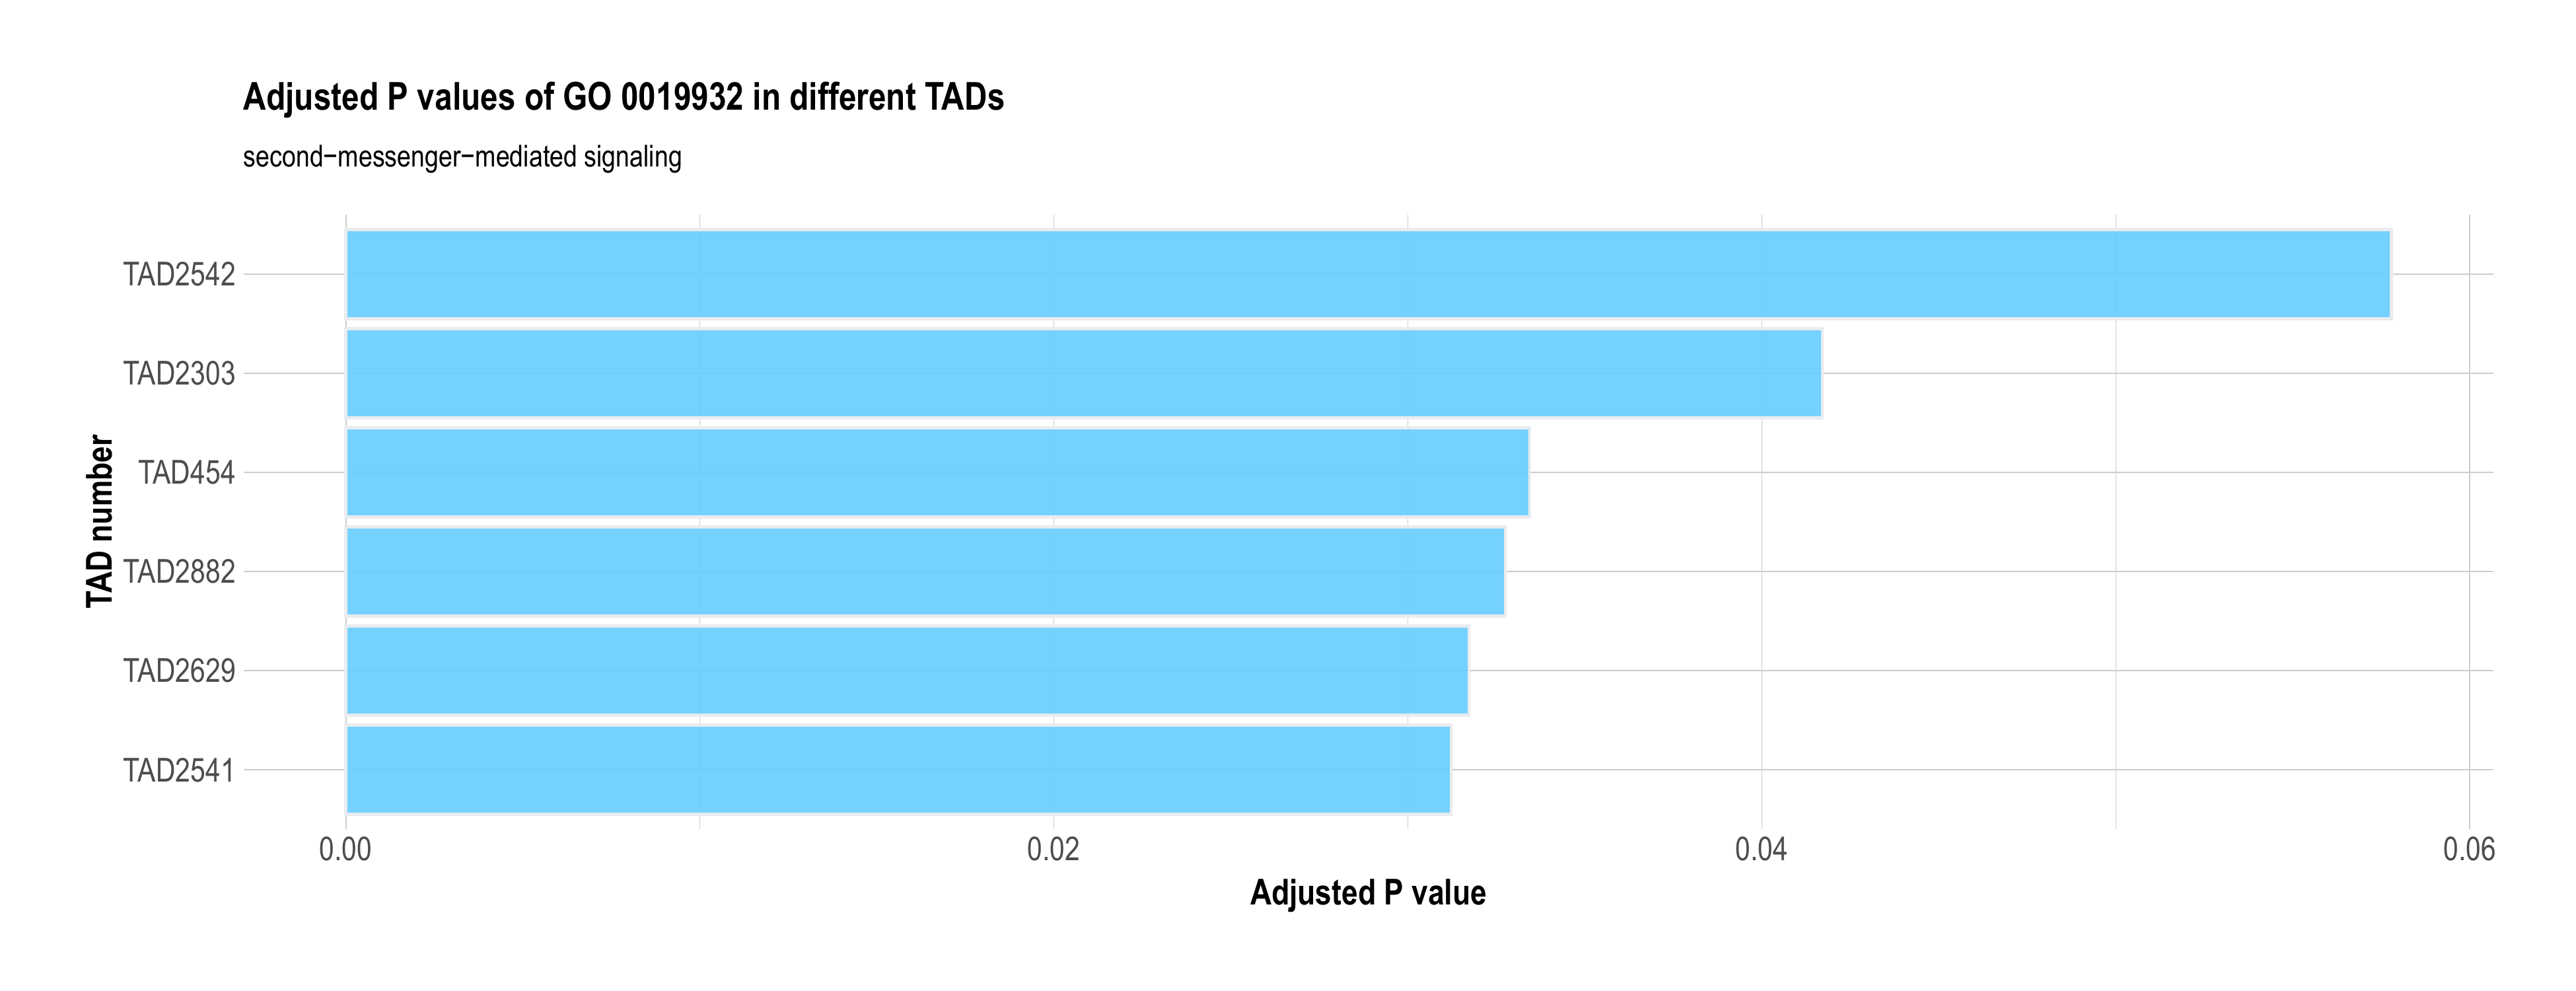 Adjusted P values of GO 0019932 in different TADs
second−messenger−mediated signaling
TAD number
TAD2542
TAD2303
TAD454
TAD2882
TAD2629
TAD2541
0.00 0.02 0.04 0.06
Adjusted P value